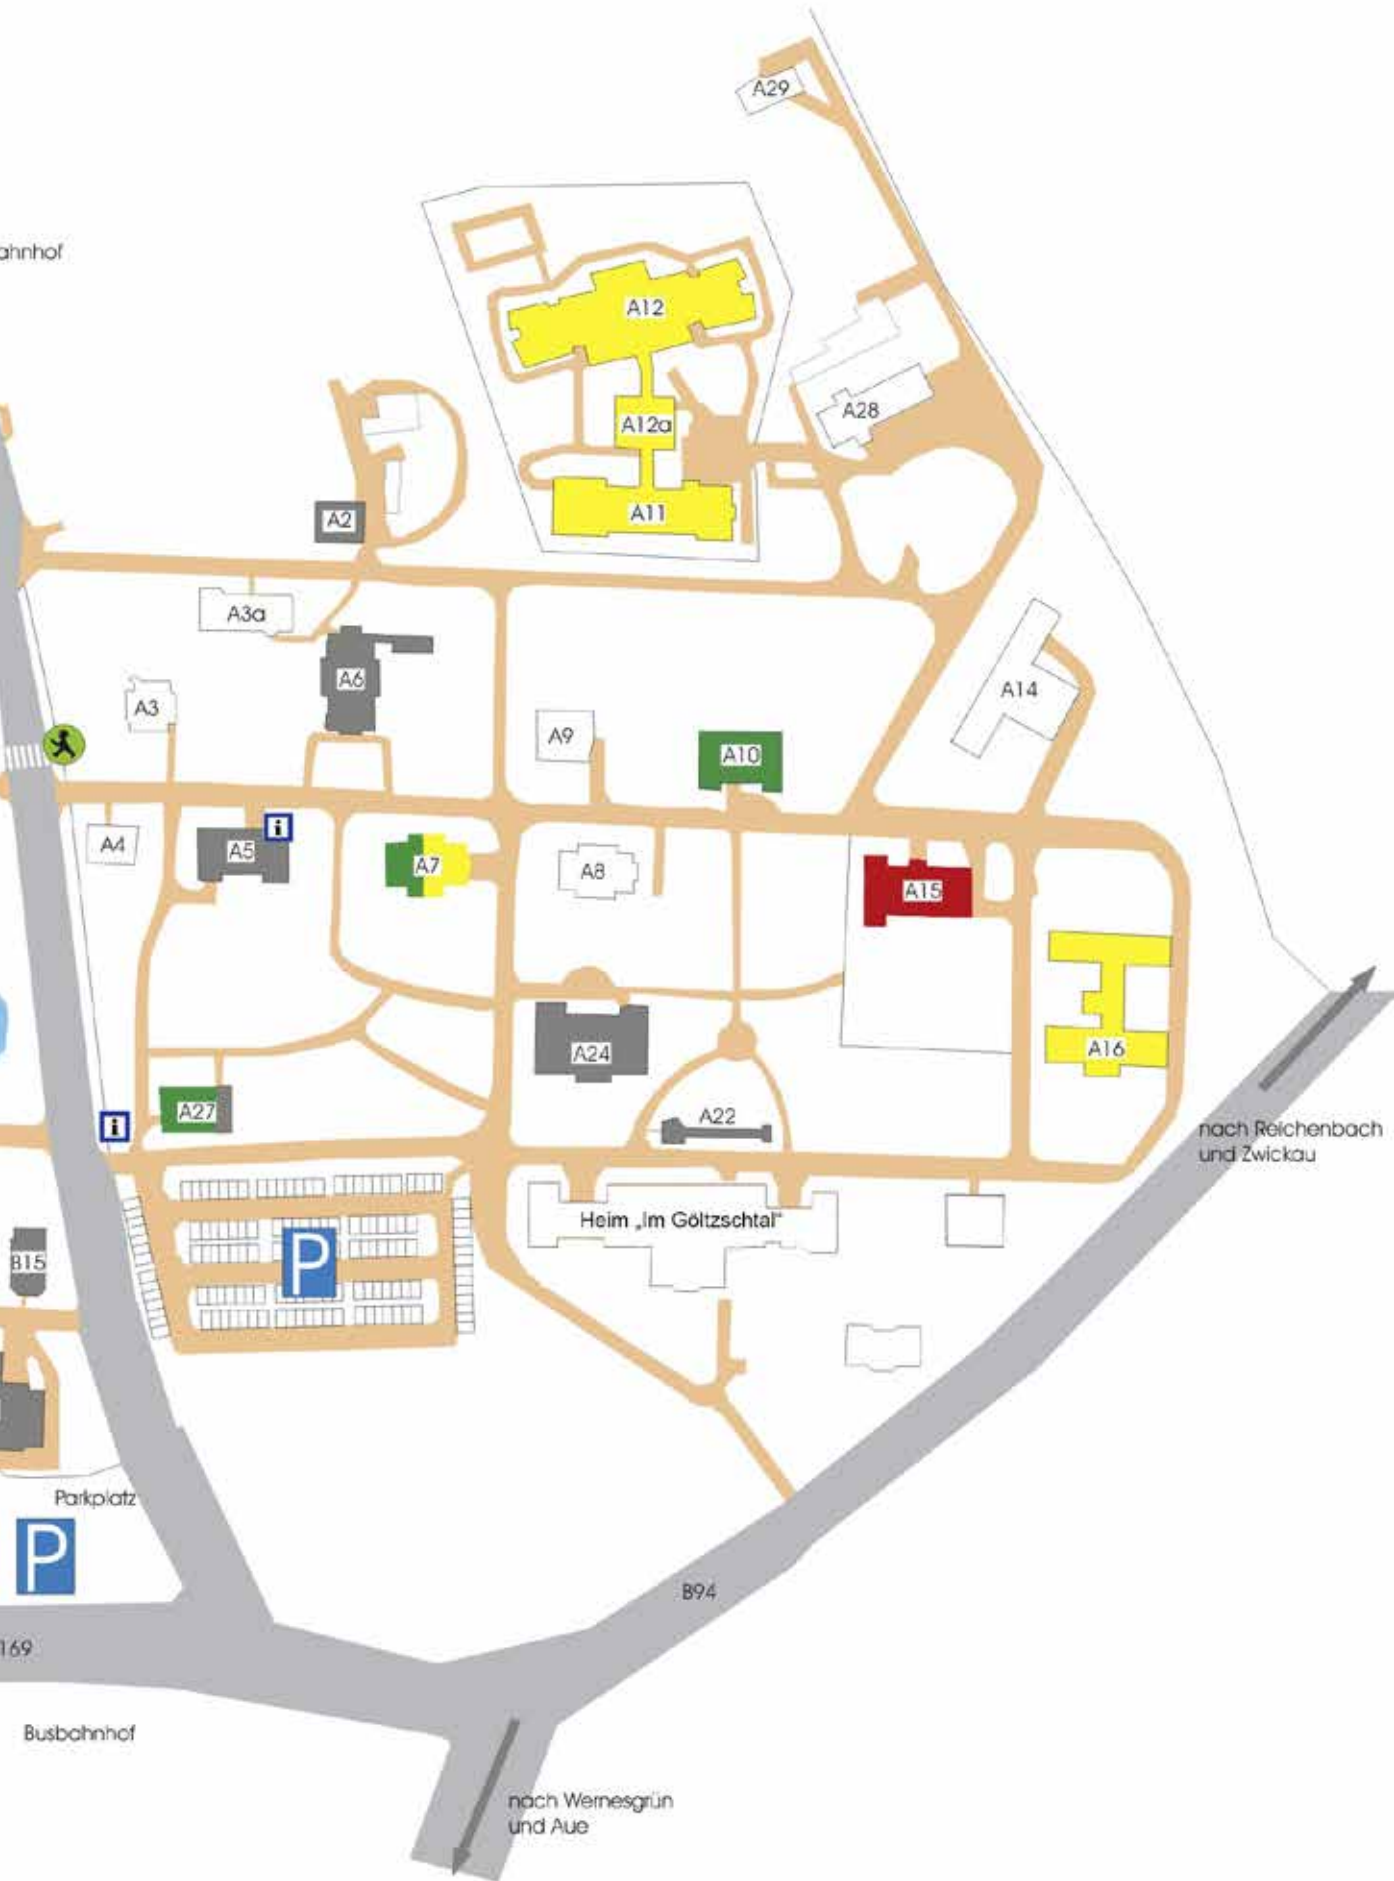 A29
ahnhof
A12
A28
A12a
A11
A2
A3a
A6
A14
A3
A9
A10
i
A4
A5
A7
A8
A15
A24
A16
A27
A22
i
nach Reichenbach
und Zwickau
Heim „Im Göltzschtal"
B15
P
Parkplatz
P
B94
169
Busbahnhof
nach Wernesgrün
und Aue